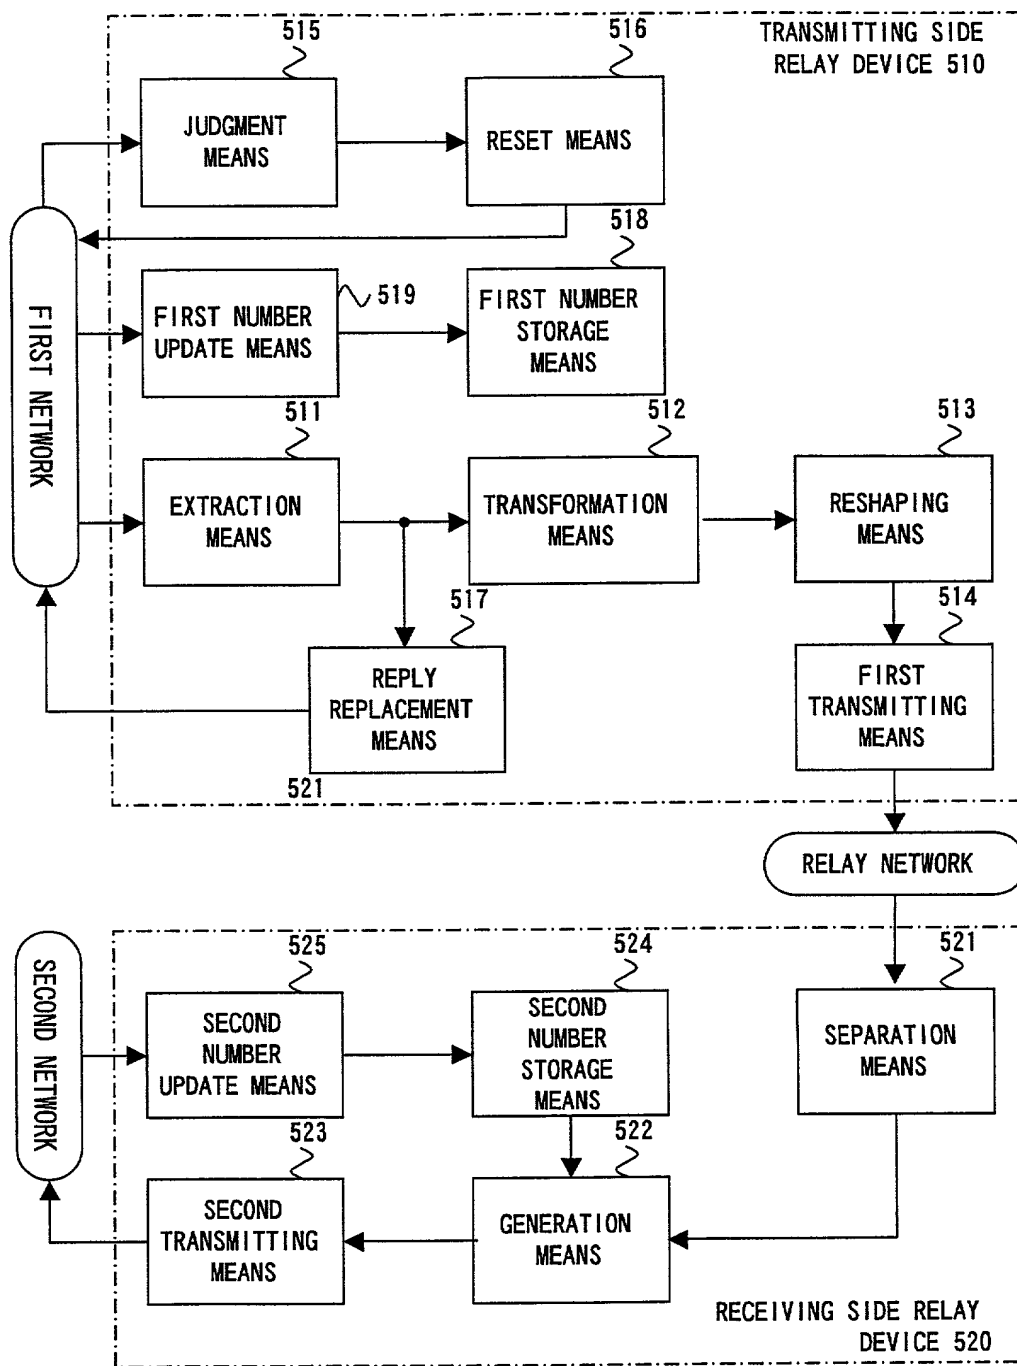 TRANSMITTING SIDE
RELAY DEVICE 510
515
JUDGMENT
MEANS
516
RESET MEANS
FIRST NETWORK
519
FIRST NUMBER
UPDATE MEANS
518
FIRST NUMBER
STORAGE
MEANS
511
EXTRACTION
MEANS
512
TRANSFORMATION
MEANS
513
RESHAPING
MEANS
517
REPLY
REPLACEMENT
MEANS
521
514
FIRST
TRANSMITTING
MEANS
RELAY NETWORK
SECOND NETWORK
525
SECOND
NUMBER
UPDATE MEANS
524
SECOND
NUMBER
STORAGE
MEANS
521
SEPARATION
MEANS
523
SECOND
TRANSMITTING
MEANS
522
GENERATION
MEANS
RECEIVING SIDE RELAY
DEVICE 520